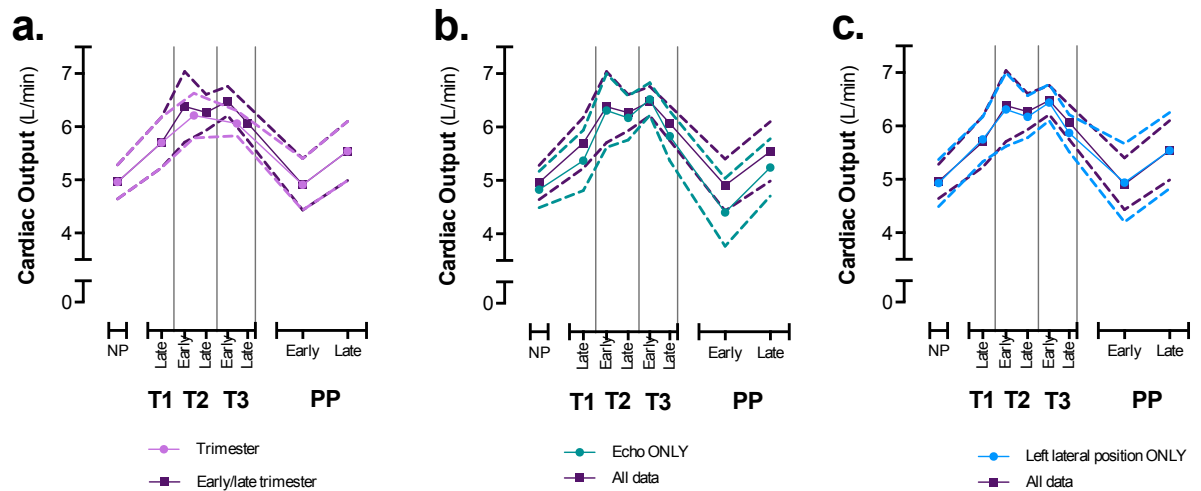 a.
Cardiac Output (L/min)
7
6
5
4
0
NP
Late
Early
Late
Early
Late
Early
Late
T1 T2 T3 PP
Trimester
Early/late trimester
b.
Cardiac Output (L/min)
7
6
5
4
0
NP
Late
Early
Late
Early
Late
Early
Late
T1 T2 T3 PP
Echo ONLY
All data
c.
Cardiac Output (L/min)
7
6
5
4
0
NP
Late
Early
Late
Early
Late
Early
Late
T1 T2 T3 PP
Left lateral position ONLY
All data